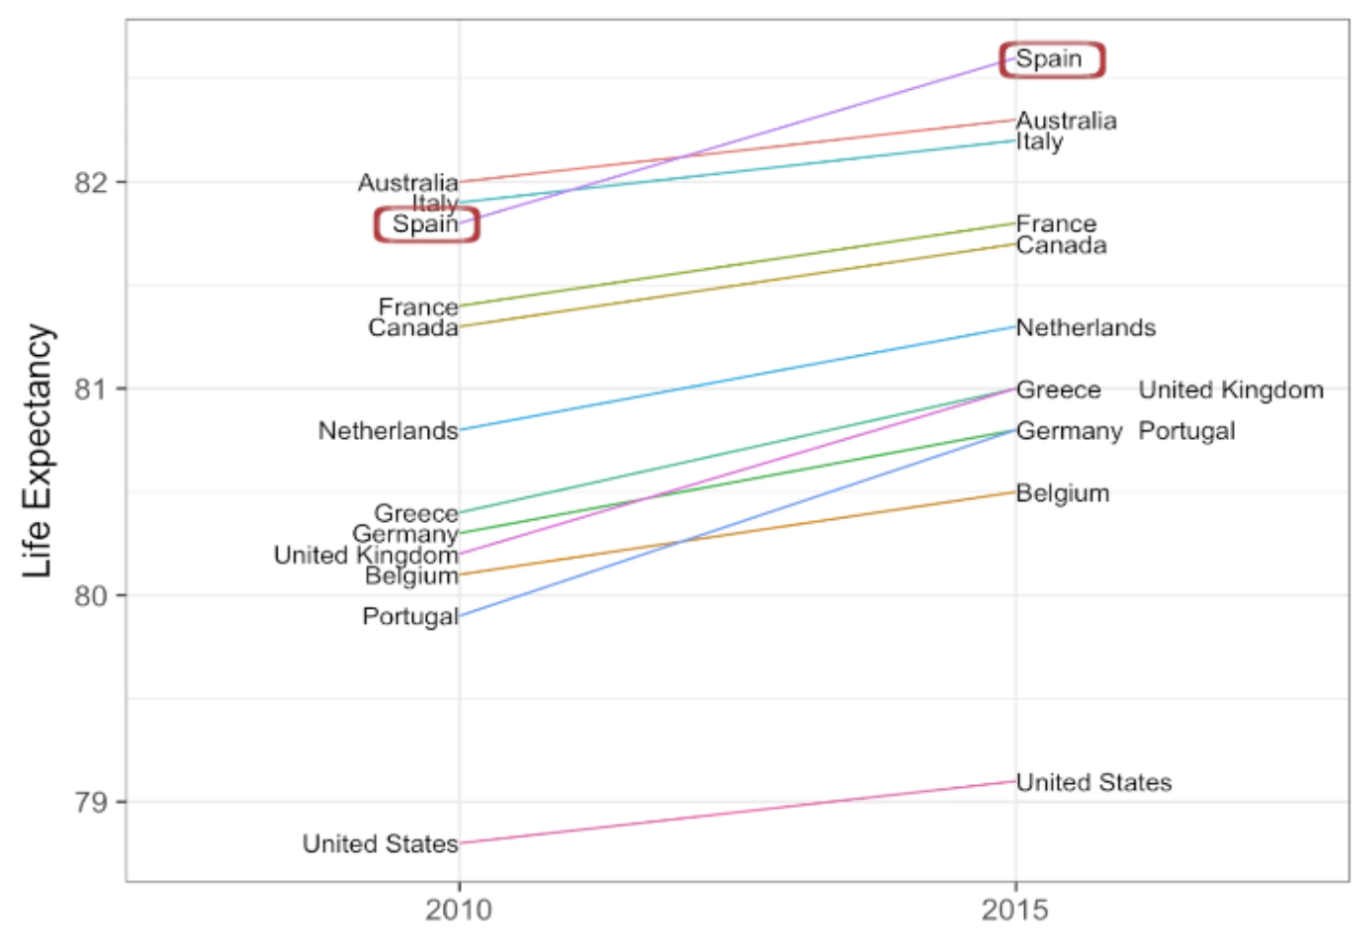 Spain
Australia
Italy
82
Australia
Italy
Spain
France
Canada
France
Canada
Netherlands
81
Greece United Kingdom
Netherlands
Germany Portugal
Belgium
Greece
Germany
United Kingdom
Belgium
80
Portugal
79
United States
United States
2010 2015
Life Expectancy